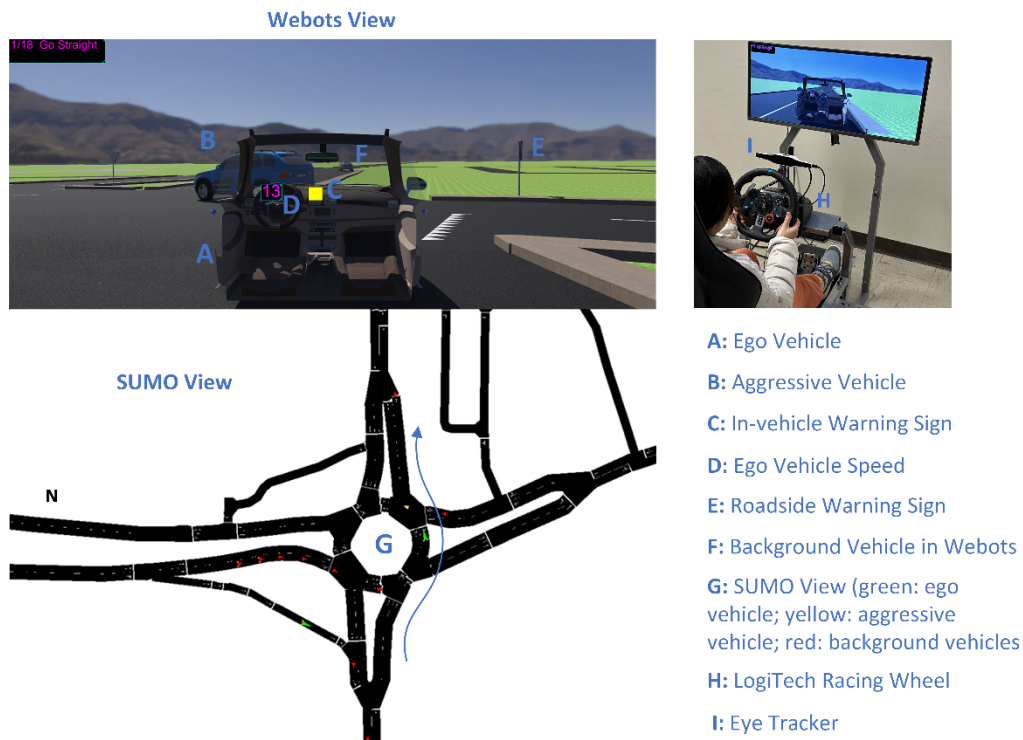 Webots View
1/18 Go Straight
B
F
E
13
D
C
A
I
H
SUMO View
N
G
A: Ego Vehicle
B: Aggressive Vehicle
C: In-vehicle Warning Sign
D: Ego Vehicle Speed
E: Roadside Warning Sign
F: Background Vehicle in Webots
G: SUMO View (green: ego
vehicle; yellow: aggressive
vehicle; red: background vehicles
H: LogiTech Racing Wheel
I: Eye Tracker